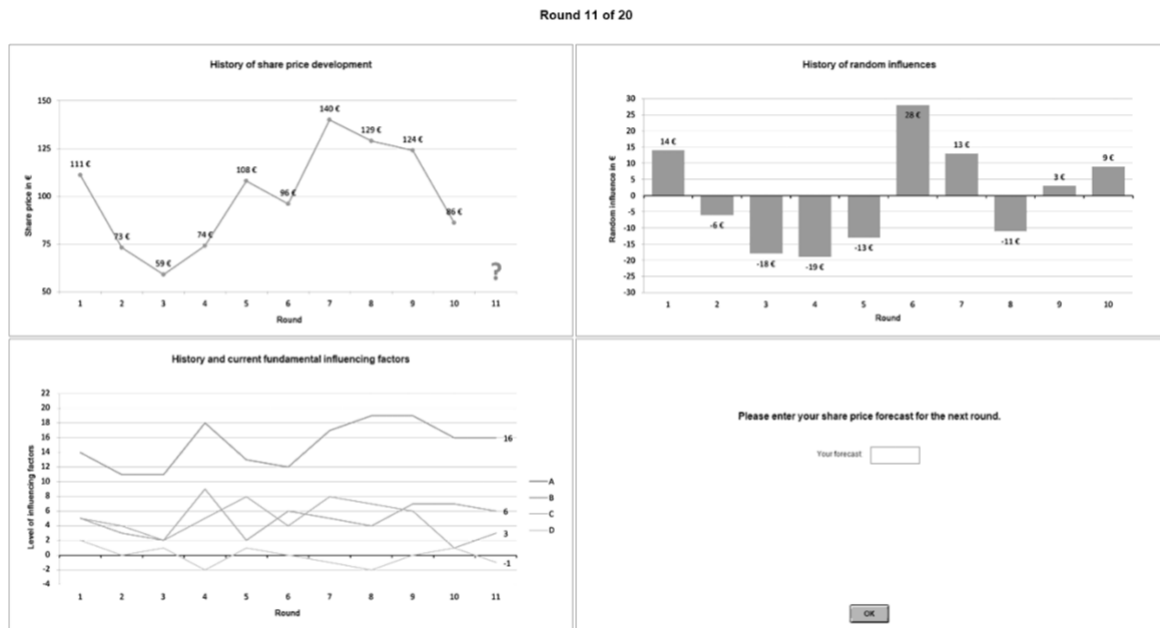 Round 11 of 20
History of share price development
150
125
100
75
50
Share price in €
111 €
73 €
59 €
74 €
108 €
96 €
140 €
129 €
124 €
86 €
?
1 2 3 4 5 6 7 8 9 10 11
Round
History of random influences
30
25
20
15
10
5
0
-5
-10
-15
-20
-25
-30
Random influence in €
14 €
-6 €
-18 €
-19 €
-13 €
28 €
13 €
-11 €
3 €
9 €
1 2 3 4 5 6 7 8 9 10
Round
History and current fundamental influencing factors
22
20
18
16
14
12
10
8
6
4
2
0
-2
-4
Level of influencing factors
16
6
3
-1
A
B
C
D
1 2 3 4 5 6 7 8 9 10 11
Round
Please enter your share price forecast for the next round.
Your forecast
OK